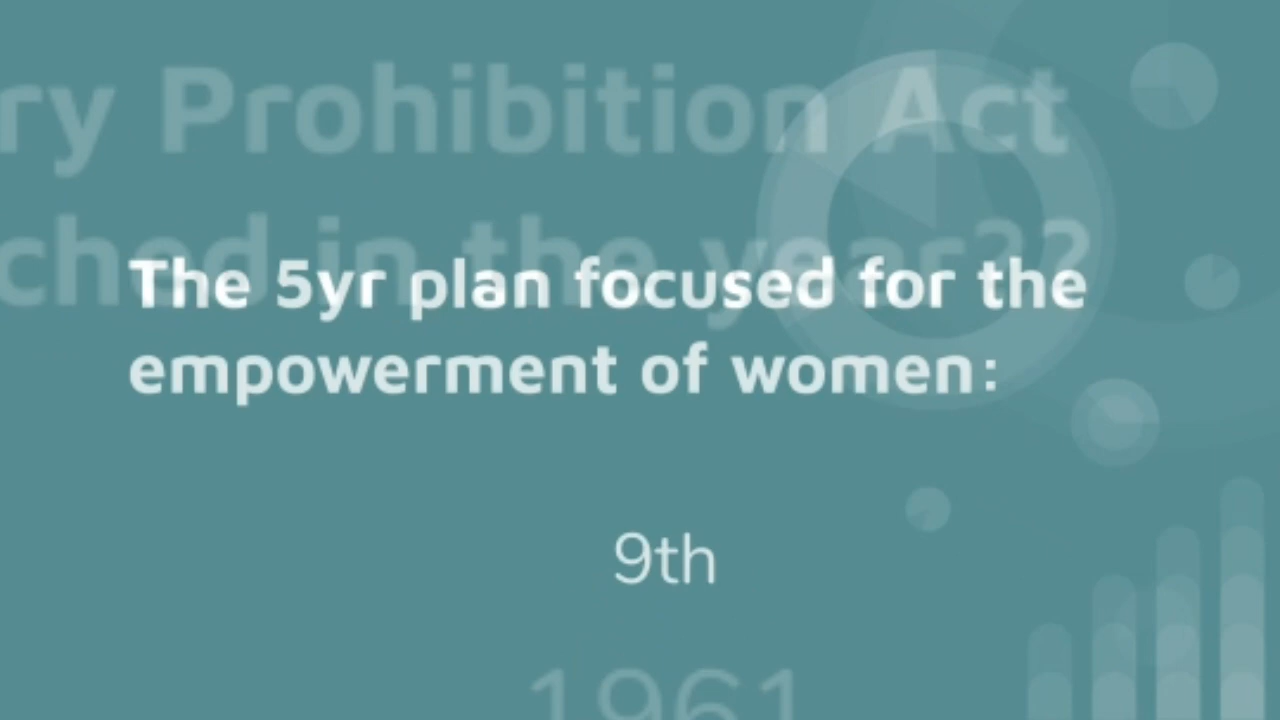 ry Prohibition Act
ched in the year??
The 5yr plan focused for the
empowerment of women:
9th
1961